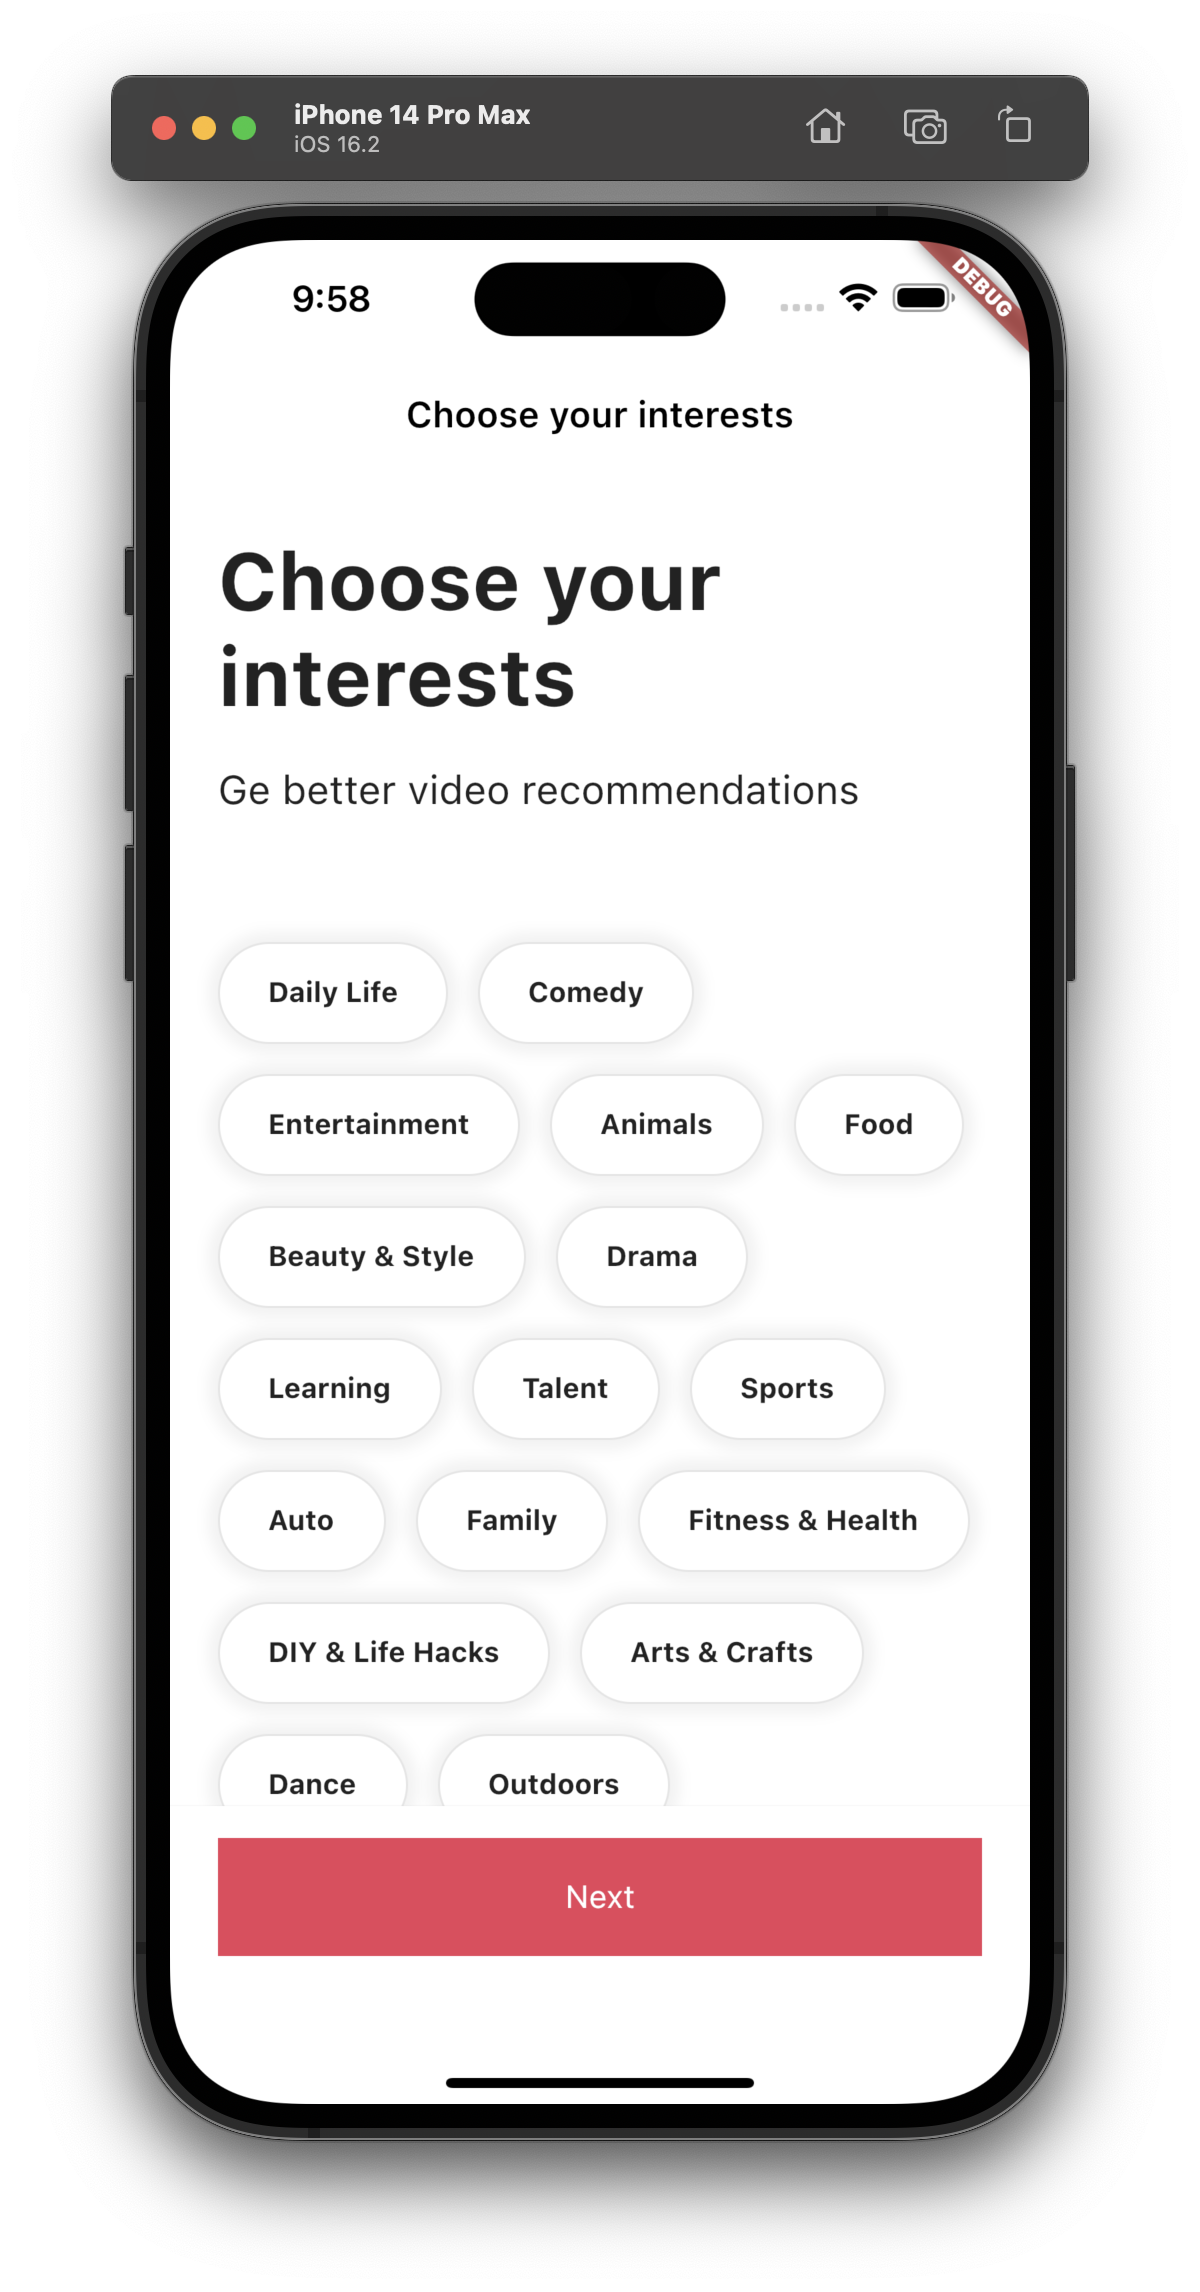 iPhone 14 Pro Max
iOS 16.2
9:58
DEBUG
Choose your interests
Choose your
interests
Ge better video recommendations
Daily Life
Comedy
Entertainment
Animals
Food
Beauty & Style
Drama
Learning
Talent
Sports
Auto
Family
Fitness & Health
DIY & Life Hacks
Arts & Crafts
Dance
Outdoors
Next